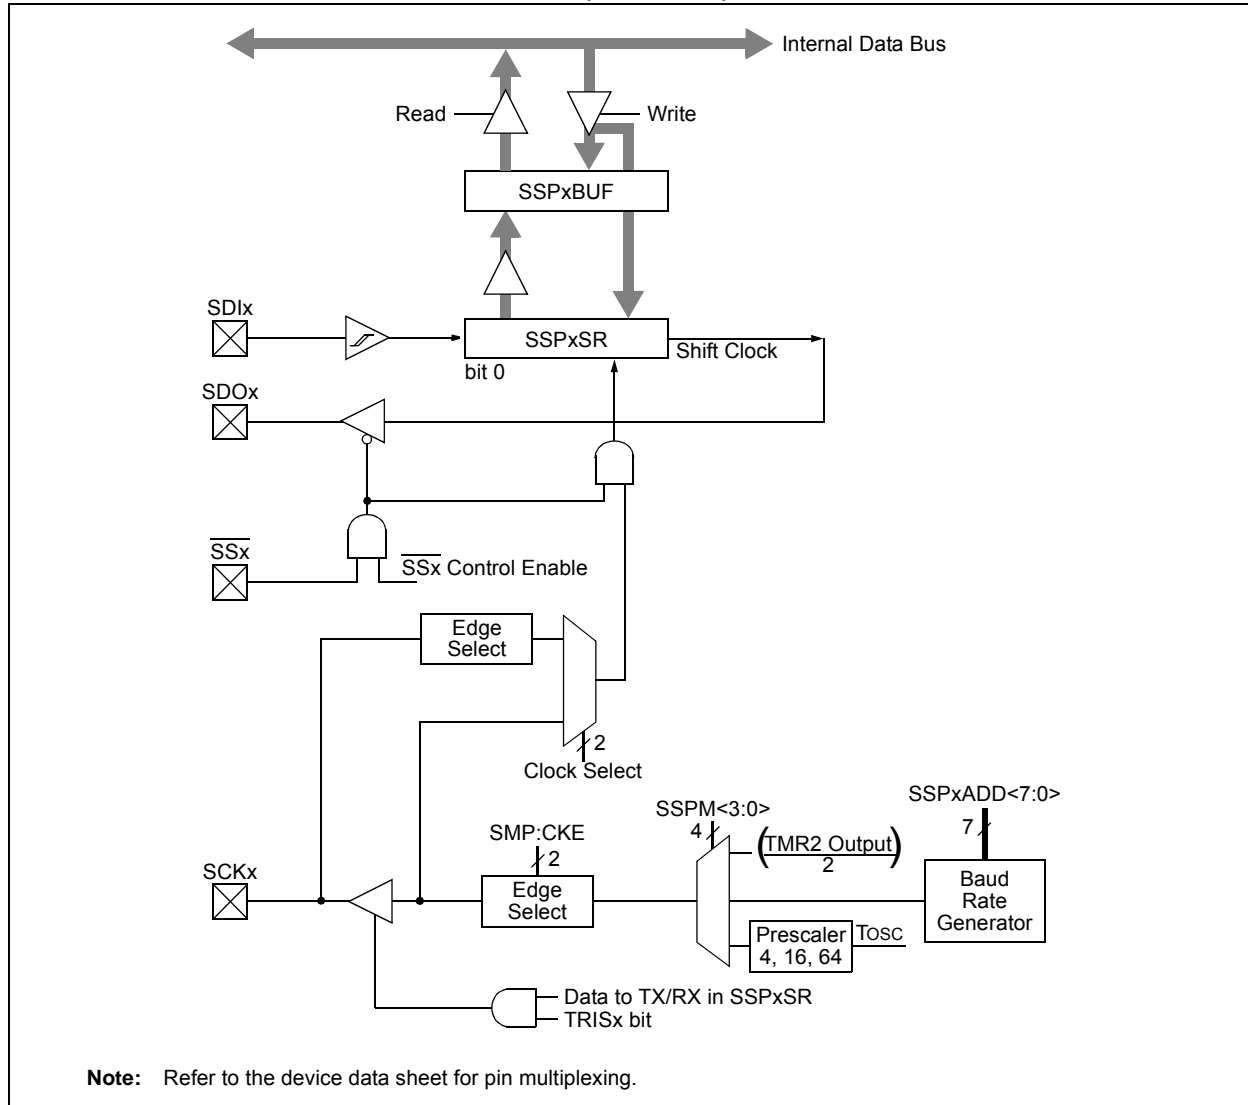 Internal Data Bus
Read
Write
SSPxBUF
SDIx
SSPxSR
Shift Clock
bit 0
SDOx
SSx
SSx Control Enable
Edge
Select
2
Clock Select
SSPxADD<7:0>
SSPM<3:0>
7
4
SMP:CKE
(TMR2 Output)
2
2
SCKx
Edge
Select
Baud
Rate
Generator
Prescaler
4, 16, 64
TOSC
Data to TX/RX in SSPxSR
TRISx bit
Note: Refer to the device data sheet for pin multiplexing.